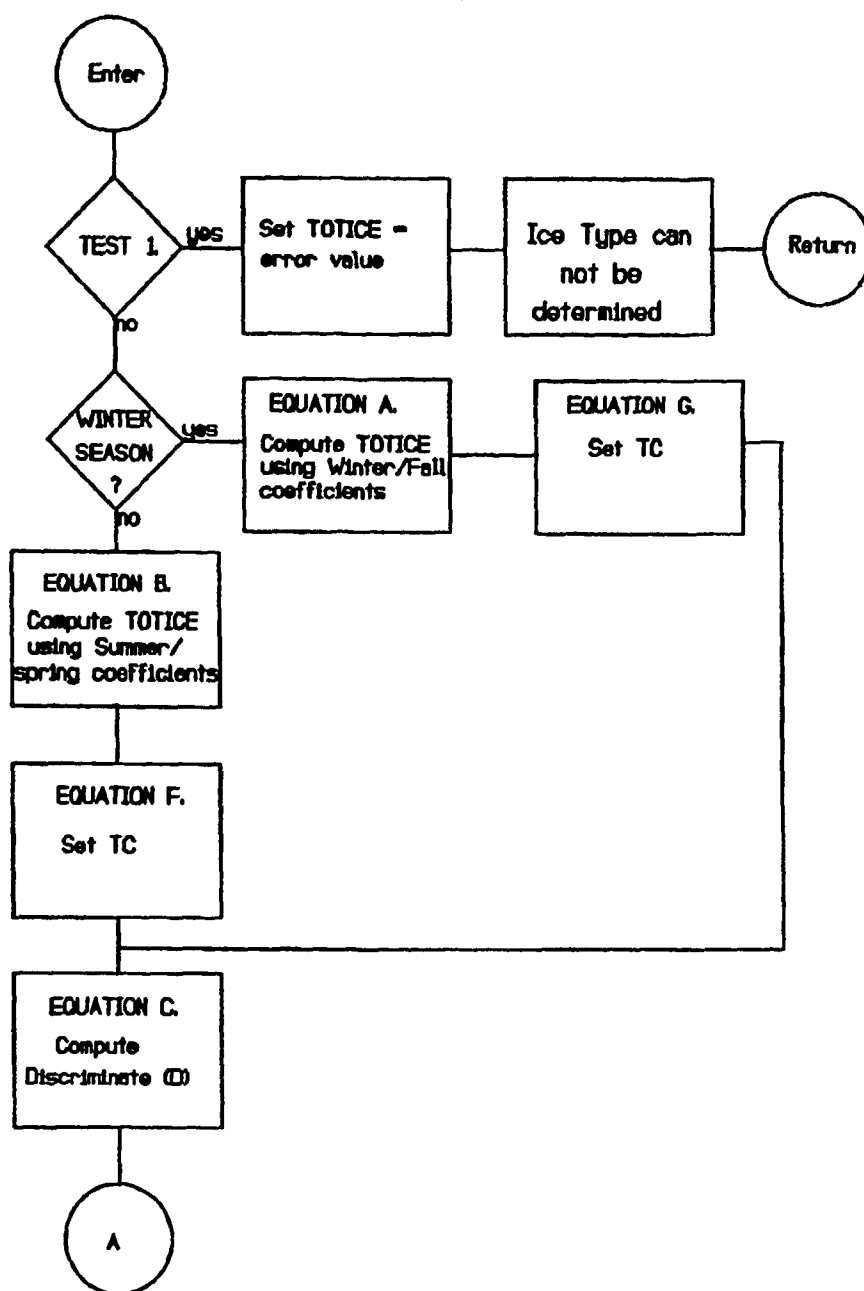 Enter
TEST 1.
yes
Set TOTICE =
error value
Ice Type can
not be
determined
Return
no
WINTER
SEASON
?
yes
EQUATION A.
Compute TOTICE
using Winter/Fall
coefficients
EQUATION G.
Set TC
no
EQUATION B.
Compute TOTICE
using Summer/
spring coefficients
EQUATION F.
Set TC
EQUATION C.
Compute
Discriminate (D)
A